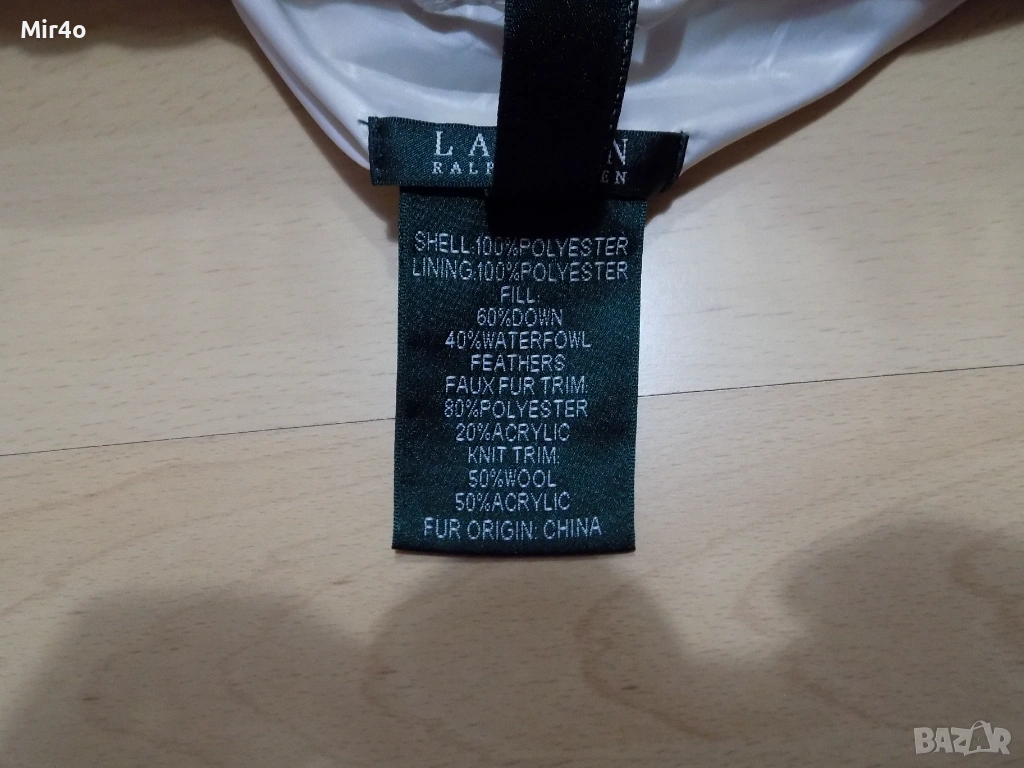 Mir4o
SHELL:100%POLYESTER
LINING:100%POLYESTER
FILL:
60%DOWN
40%WATERFOWL
FEATHERS
FAUX FUR TRIM:
80%POLYESTER
20%ACRYLIC
KNIT TRIM:
50%WOOL
50%ACRYLIC
FUR ORIGIN: CHINA
BAZAR